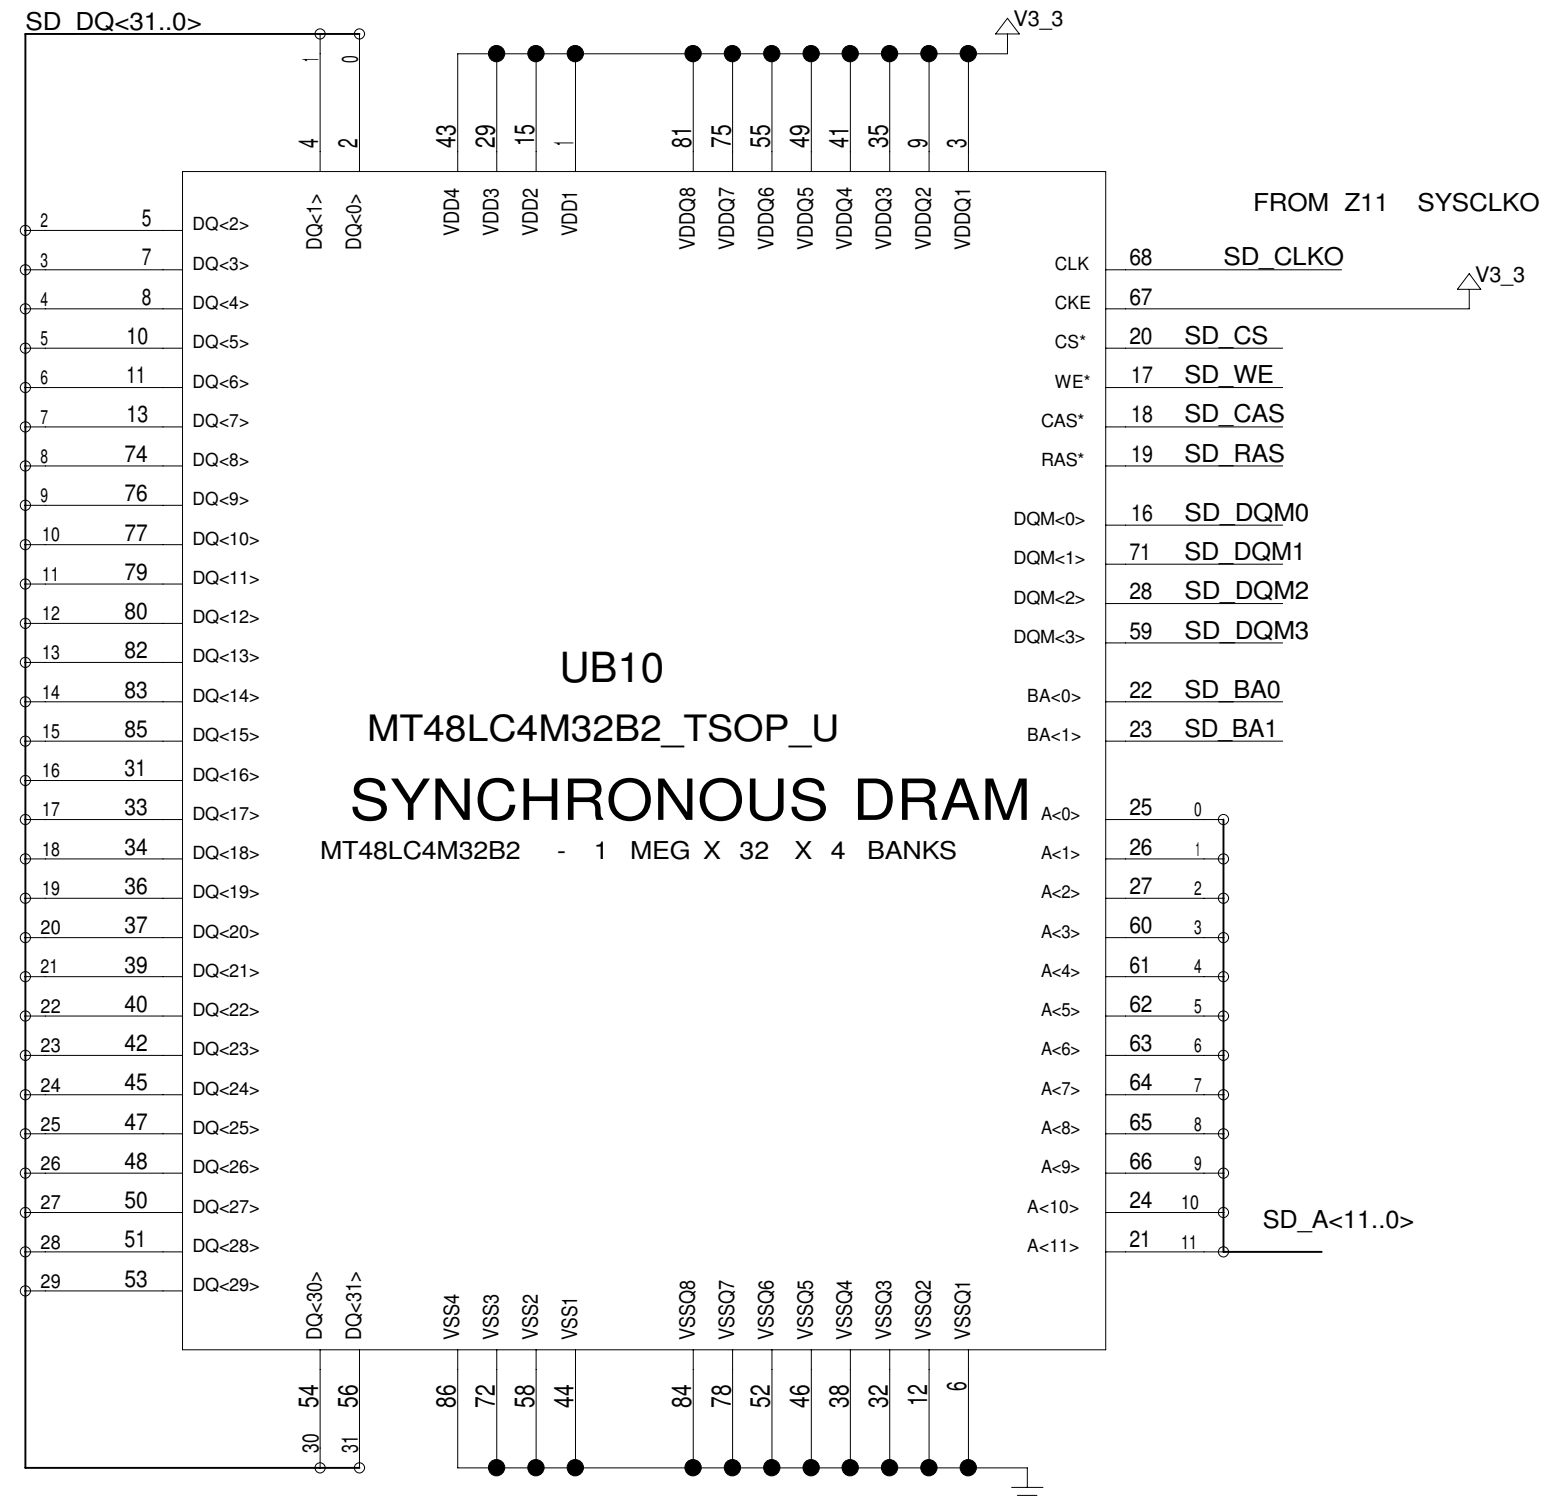 SD_DQ<31..0>
V3_3
1 0
4 2 43 29 15 1 81 75 55 49 41 35 9 3
DQ<1> DQ<0> VDD4 VDD3 VDD2 VDD1 VDDQ8 VDDQ7 VDDQ6 VDDQ5 VDDQ4 VDDQ3 VDDQ2 VDDQ1
FROM Z11 SYSCLKO
2 5 DQ<2>
3 7 DQ<3> CLK 68 SD_CLKO
V3_3
4 8 DQ<4> CKE 67
5 10 DQ<5> CS* 20 SD_CS
6 11 DQ<6> WE* 17 SD_WE
7 13 DQ<7> CAS* 18 SD_CAS
8 74 DQ<8> RAS* 19 SD_RAS
9 76 DQ<9> DQM<0> 16 SD_DQM0
10 77 DQ<10> DQM<1> 71 SD_DQM1
11 79 DQ<11> DQM<2> 28 SD_DQM2
12 80 DQ<12> DQM<3> 59 SD_DQM3
13 82 DQ<13>
UB10
14 83 DQ<14> BA<0> 22 SD_BA0
15 85 DQ<15> BA<1> 23 SD_BA1
MT48LC4M32B2_TSOP_U
16 31 DQ<16>
SYNCHRONOUS DRAM
17 33 DQ<17> A<0> 25 0
18 34 DQ<18> A<1> 26 1
MT48LC4M32B2 - 1 MEG X 32 X 4 BANKS
19 36 DQ<19> A<2> 27 2
20 37 DQ<20> A<3> 60 3
21 39 DQ<21> A<4> 61 4
22 40 DQ<22> A<5> 62 5
23 42 DQ<23> A<6> 63 6
24 45 DQ<24> A<7> 64 7
25 47 DQ<25> A<8> 65 8
26 48 DQ<26> A<9> 66 9
27 50 DQ<27> A<10> 24 10
SD_A<11..0>
28 51 DQ<28> A<11> 21 11
29 53 DQ<29>
DQ<30> DQ<31> VSS4 VSS3 VSS2 VSS1 VSSQ8 VSSQ7 VSSQ6 VSSQ5 VSSQ4 VSSQ3 VSSQ2 VSSQ1
54 56 86 72 58 44 84 78 52 46 38 32 12 6
30 31